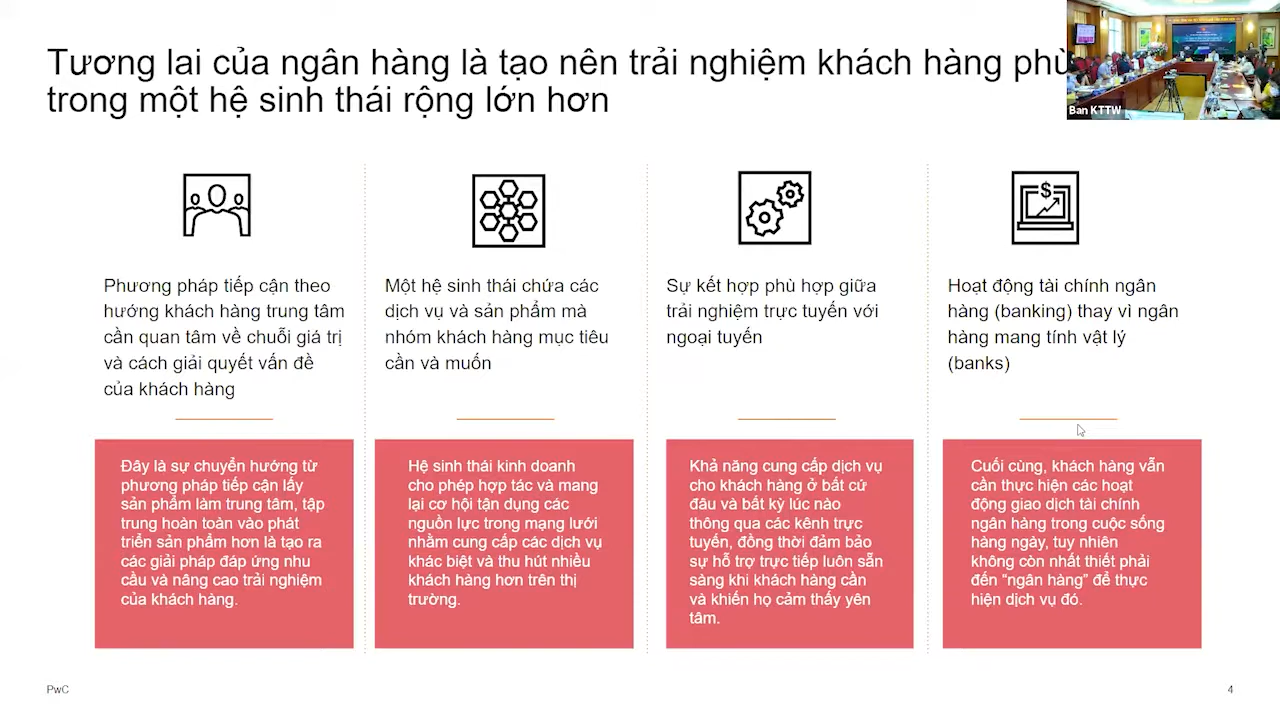 Tương lai của ngân hàng là tạo nên trải nghiệm khách hàng phù
trong một hệ sinh thái rộng lớn hơn
Ban KTTW
Phương pháp tiếp cận theo
hướng khách hàng trung tâm
cần quan tâm về chuỗi giá trị
và cách giải quyết vấn đề
của khách hàng
Đây là sự chuyển hướng từ
phương pháp tiếp cận lấy
sản phẩm làm trung tâm, tập
trung hoàn toàn vào phát
triển sản phẩm hơn là tạo ra
các giải pháp đáp ứng nhu
cầu và nâng cao trải nghiệm
của khách hàng.
Một hệ sinh thái chứa các
dịch vụ và sản phẩm mà
nhóm khách hàng mục tiêu
cần và muốn
Hệ sinh thái kinh doanh
cho phép hợp tác và mang
lại cơ hội tận dụng các
nguồn lực trong mạng lưới
nhằm cung cấp các dịch vụ
khác biệt và thu hút nhiều
khách hàng hơn trên thị
trường.
Sự kết hợp phù hợp giữa
trải nghiệm trực tuyến với
ngoại tuyến
Khả năng cung cấp dịch vụ
cho khách hàng ở bất cứ
đâu và bất kỳ lúc nào
thông qua các kênh trực
tuyến, đồng thời đảm bảo
sự hỗ trợ trực tiếp luôn sẵn
sàng khi khách hàng cần
và khiến họ cảm thấy yên
tâm.
$
Hoạt động tài chính ngân
hàng (banking) thay vì ngân
hàng mang tính vật lý
(banks)
Cuối cùng, khách hàng vẫn
cần thực hiện các hoạt
động giao dịch tài chính
ngân hàng trong cuộc sống
hàng ngày, tuy nhiên
không còn nhất thiết phải
đến “ngân hàng” để thực
hiện dịch vụ đó.
PwC
4